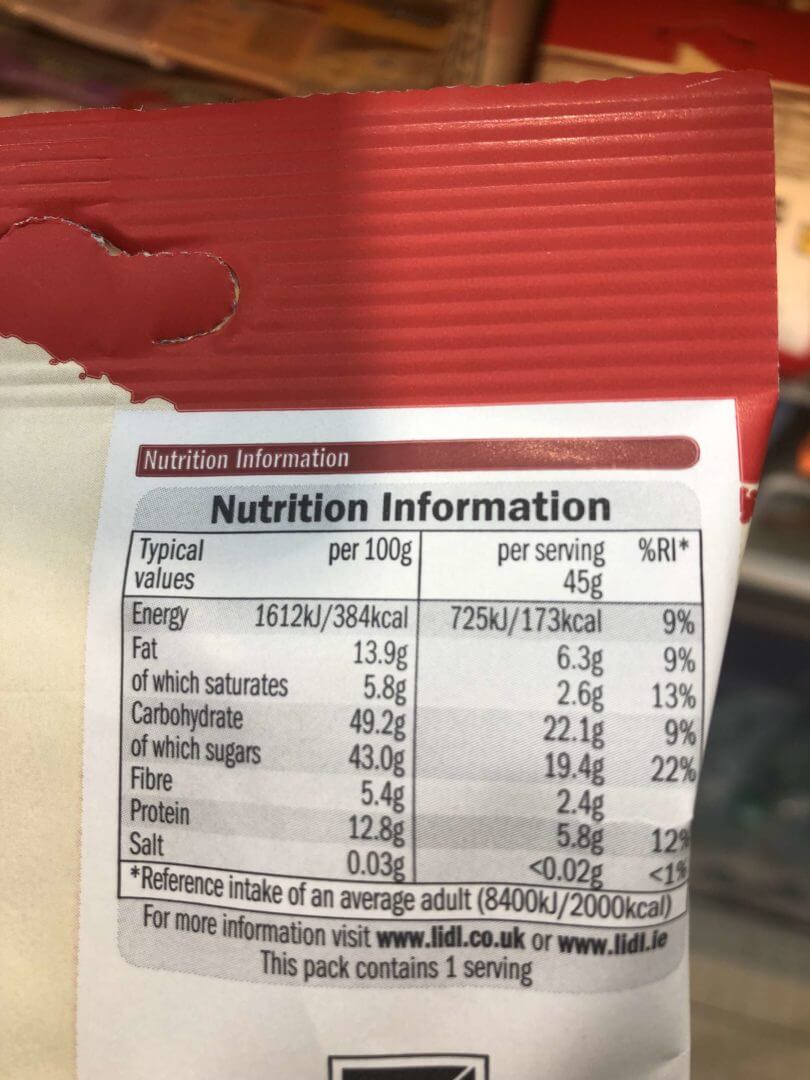 Nutrition Information
Nutrition Information
Typical values per 100g per serving 45g %RI*
Energy 1612kJ/384kcal 725kJ/173kcal 9%
Fat 13.9g 6.3g 9%
of which saturates 5.8g 2.6g 13%
Carbohydrate 49.2g 22.1g 9%
of which sugars 43.0g 19.4g 22%
Fibre 5.4g 2.4g
Protein 12.8g 5.8g 12%
Salt 0.03g <0.02g <1%
*Reference intake of an average adult (8400kJ/2000kcal)
For more information visit www.lidl.co.uk or www.lidl.ie
This pack contains 1 serving